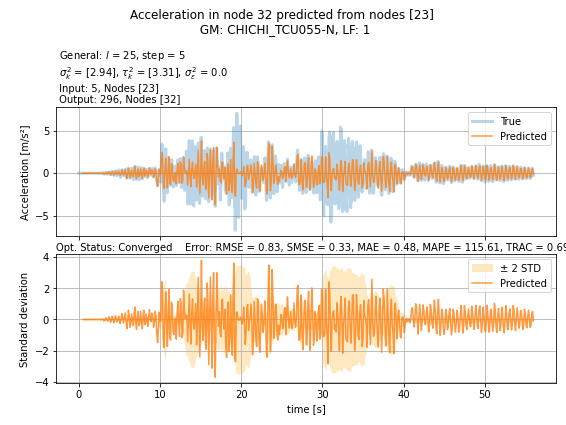 Acceleration in node 32 predicted from nodes [23]
GM: CHICHI_TCU055-N, LF: 1
General: l = 25, step = 5
σ²ₖ = [2.94], τ²ₖ = [3.31], σ²ε = 0.0
Input: 5, Nodes [23]
Output: 296, Nodes [32]
True
Predicted
Acceleration [m/s²]
5
0
−5
Opt. Status: Converged    Error: RMSE = 0.83, SMSE = 0.33, MAE = 0.48, MAPE = 115.61, TRAC = 0.69
± 2 STD
Predicted
Standard deviation
4
2
0
−2
−4
0 10 20 30 40 50
time [s]